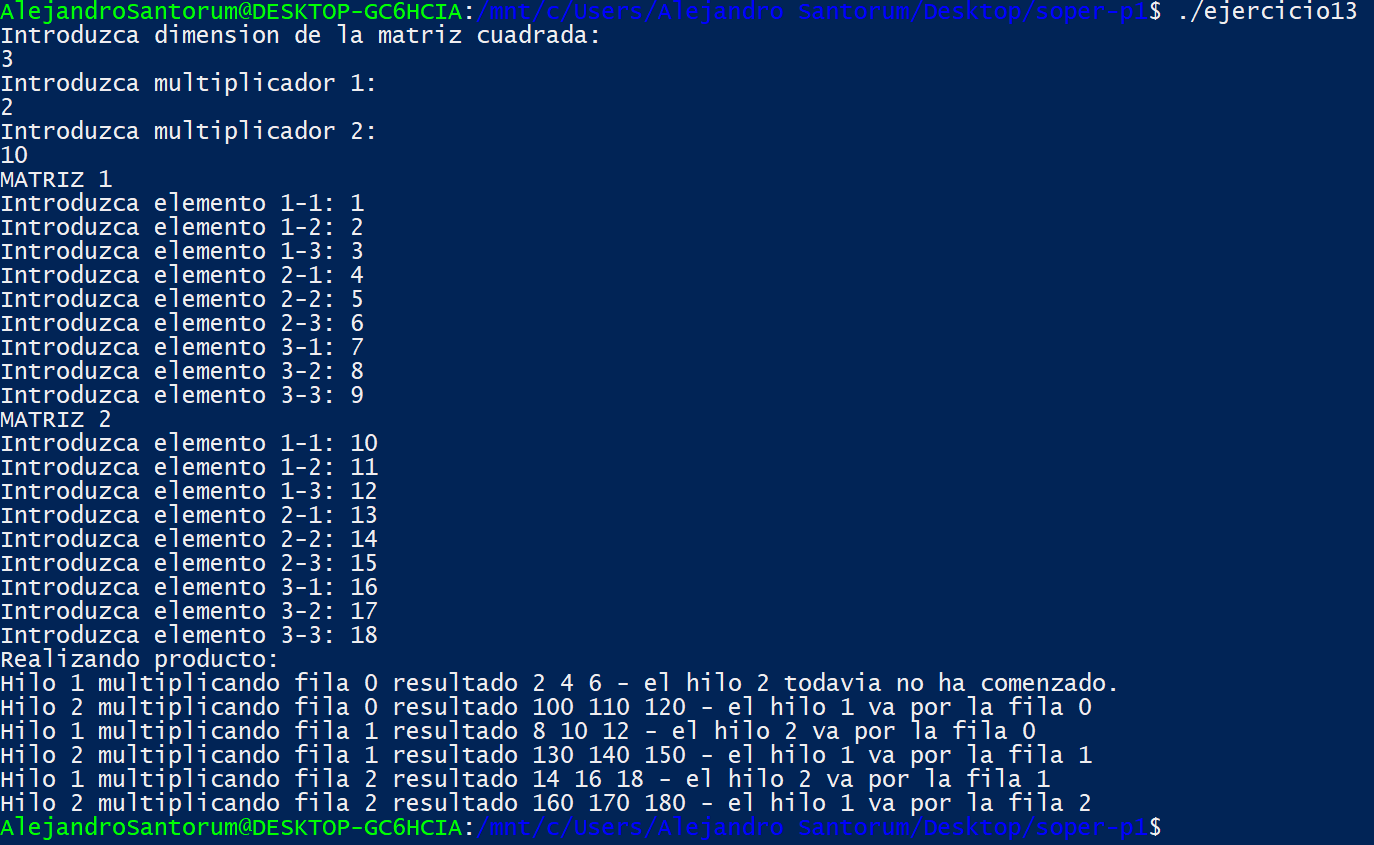 AlejandroSantorum@DESKTOP-GC6HCIA:/mnt/c/Users/Alejandro Santorum/Desktop/soper-p1$ ./ejercicio13
Introduzca dimension de la matriz cuadrada:
3
Introduzca multiplicador 1:
2
Introduzca multiplicador 2:
10
MATRIZ 1
Introduzca elemento 1-1: 1
Introduzca elemento 1-2: 2
Introduzca elemento 1-3: 3
Introduzca elemento 2-1: 4
Introduzca elemento 2-2: 5
Introduzca elemento 2-3: 6
Introduzca elemento 3-1: 7
Introduzca elemento 3-2: 8
Introduzca elemento 3-3: 9
MATRIZ 2
Introduzca elemento 1-1: 10
Introduzca elemento 1-2: 11
Introduzca elemento 1-3: 12
Introduzca elemento 2-1: 13
Introduzca elemento 2-2: 14
Introduzca elemento 2-3: 15
Introduzca elemento 3-1: 16
Introduzca elemento 3-2: 17
Introduzca elemento 3-3: 18
Realizando producto:
Hilo 1 multiplicando fila 0 resultado 2 4 6 - el hilo 2 todavia no ha comenzado.
Hilo 2 multiplicando fila 0 resultado 100 110 120 - el hilo 1 va por la fila 0
Hilo 1 multiplicando fila 1 resultado 8 10 12 - el hilo 2 va por la fila 0
Hilo 2 multiplicando fila 1 resultado 130 140 150 - el hilo 1 va por la fila 1
Hilo 1 multiplicando fila 2 resultado 14 16 18 - el hilo 2 va por la fila 1
Hilo 2 multiplicando fila 2 resultado 160 170 180 - el hilo 1 va por la fila 2
AlejandroSantorum@DESKTOP-GC6HCIA:/mnt/c/Users/Alejandro Santorum/Desktop/soper-p1$